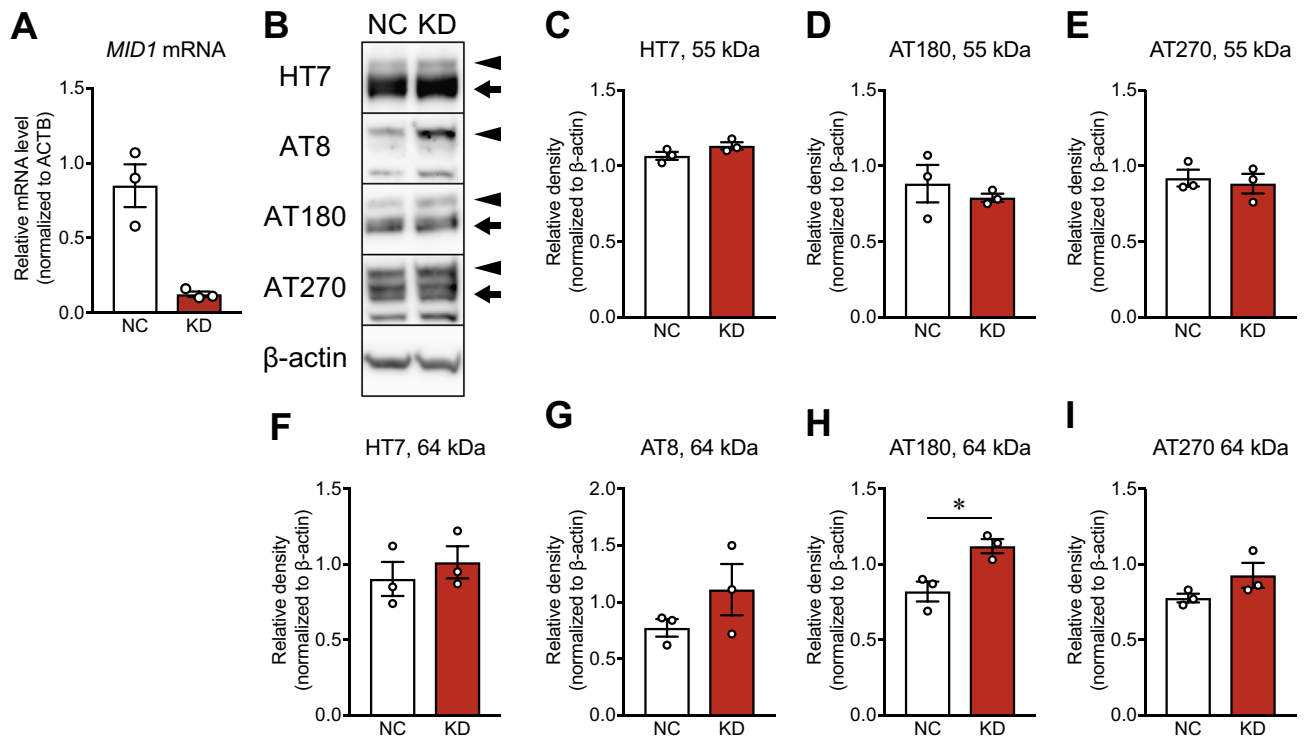 A
MID1 mRNA
Relative mRNA level
(normalized to ACTB)
1.5
1.0
0.5
0.0
NC
KD
B
NC KD
HT7
AT8
AT180
AT270
β-actin
C
HT7, 55 kDa
Relative density
(normalized to β-actin)
1.5
1.0
0.5
0.0
NC
KD
D
AT180, 55 kDa
Relative density
(normalized to β-actin)
1.5
1.0
0.5
0.0
NC
KD
E
AT270, 55 kDa
Relative density
(normalized to β-actin)
1.5
1.0
0.5
0.0
NC
KD
F
HT7, 64 kDa
Relative density
(normalized to β-actin)
1.5
1.0
0.5
0.0
NC
KD
G
AT8, 64 kDa
Relative density
(normalized to β-actin)
2.0
1.5
1.0
0.5
0.0
NC
KD
H
AT180, 64 kDa
Relative density
(normalized to β-actin)
1.5
1.0
0.5
0.0
*
NC
KD
I
AT270 64 kDa
Relative density
(normalized to β-actin)
1.5
1.0
0.5
0.0
NC
KD